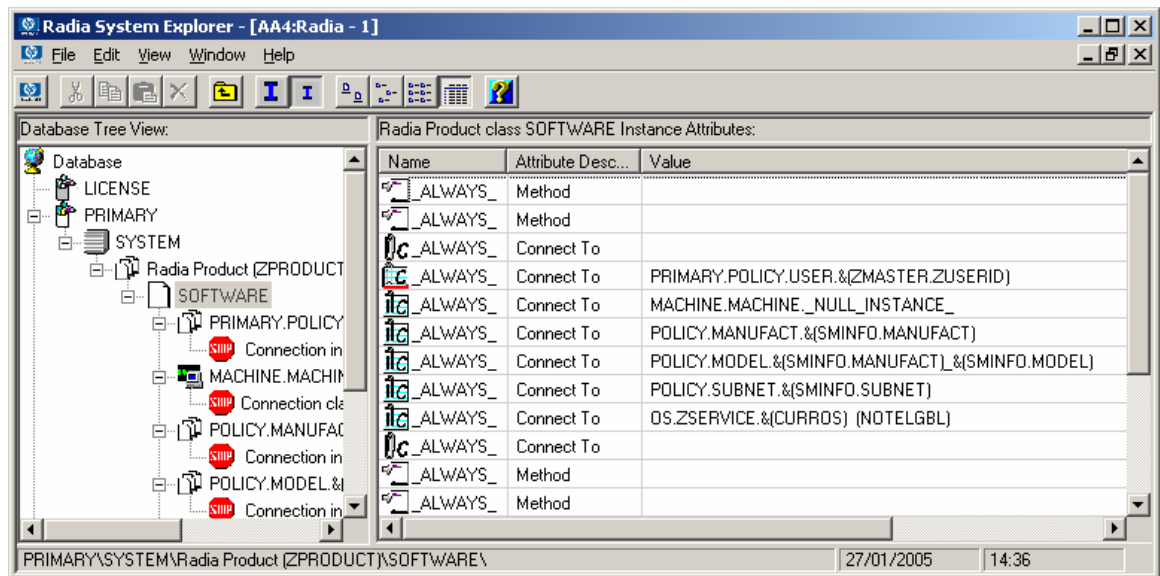 Radia System Explorer - [AA4:Radia - 1]
File Edit View Window Help
Database Tree View:
Database
LICENSE
PRIMARY
SYSTEM
Radia Product (ZPRODUCT
SOFTWARE
PRIMARY.POLICY
STOP Connection in
MACHINE.MACHIN
STOP Connection cla
POLICY.MANUFAC
STOP Connection in
POLICY.MODEL.&(
STOP Connection in
Radia Product class SOFTWARE Instance Attributes:
Name Attribute Desc... Value
_ALWAYS_ Method
_ALWAYS_ Method
_ALWAYS_ Connect To
_ALWAYS_ Connect To PRIMARY.POLICY.USER.&(ZMASTER.ZUSERID)
_ALWAYS_ Connect To MACHINE.MACHINE._NULL_INSTANCE_
_ALWAYS_ Connect To POLICY.MANUFACT.&(SMINFO.MANUFACT)
_ALWAYS_ Connect To POLICY.MODEL.&(SMINFO.MANUFACT)_&(SMINFO.MODEL)
_ALWAYS_ Connect To POLICY.SUBNET.&(SMINFO.SUBNET)
_ALWAYS_ Connect To OS.ZSERVICE.&(CURROS) (NOTELGBL)
_ALWAYS_ Connect To
_ALWAYS_ Method
_ALWAYS_ Method
PRIMARY\SYSTEM\Radia Product (ZPRODUCT)\SOFTWARE\ 27/01/2005 14:36